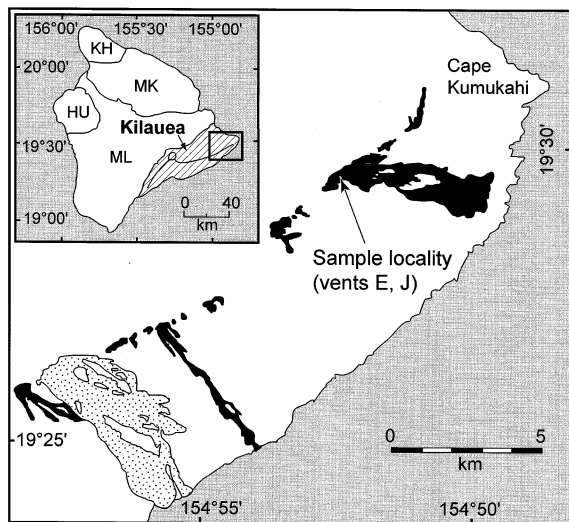 156°00' 155°00'
20°00'
19°30'
19°00'
KH
MK
HU
Kilauea
ML
0 40
km
Cape
Kumukahi
19°30'
Sample locality
(vents E, J)
19°25'
0 5
km
154°55' 154°50'
155°30'